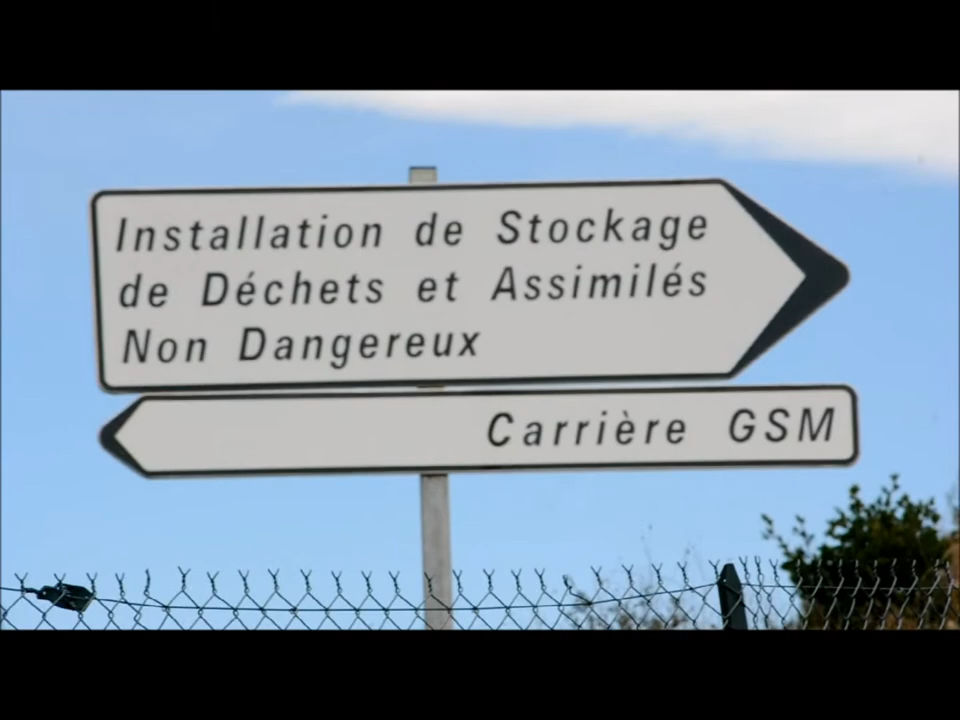 Installation de Stockage
de Déchets et Assimilés
Non Dangereux
Carrière GSM